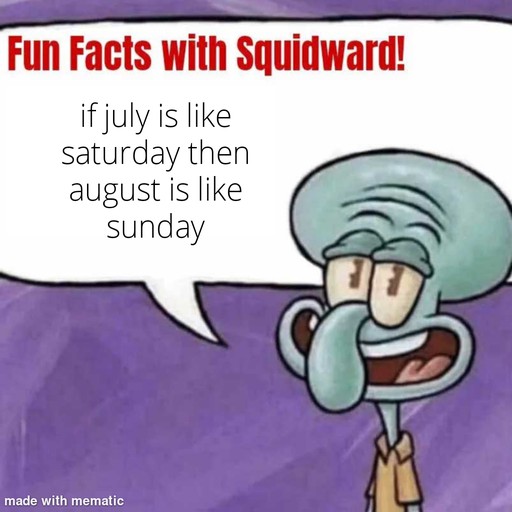 Fun Facts with Squidward!
if july is like
saturday then
august is like
sunday
made with mematic